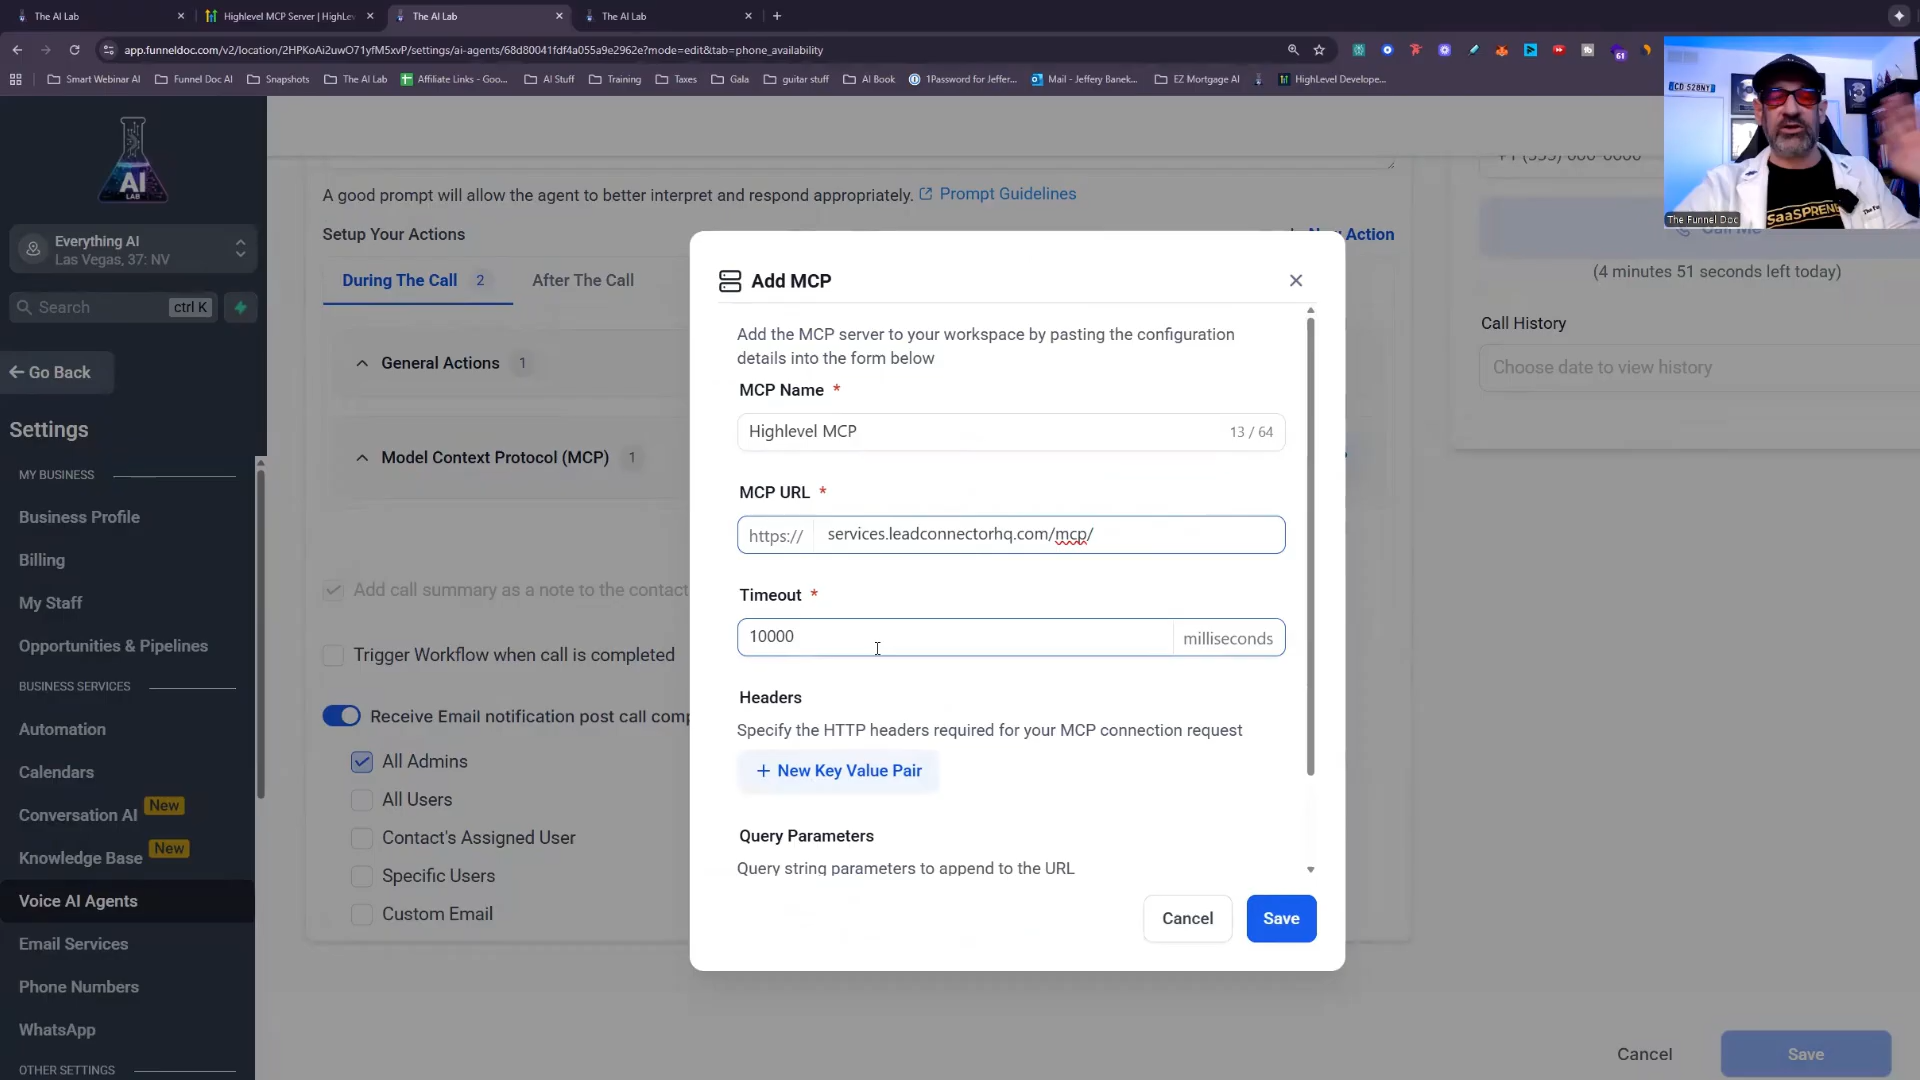 The AI Lab
Highlevel MCP Server | HighLev
The AI Lab
The AI Lab
app.funneldoc.com/v2/location/2HPKoAi2uwO71yfM5xvP/settings/ai-agents/68d80041fdf4a055a9e2962e?mode=edit&tab=phone_availability
61
Smart Webinar AI
Funnel Doc AI
Snapshots
The AI Lab
Affiliate Links - Goo...
AI Stuff
Training
Taxes
Gala
guitar stuff
AI Book
1Password for Jeffer...
Mail - Jeffery Banek...
EZ Mortgage AI
HighLevel Develope...
AI
LAB
Everything AI
Las Vegas, 37: NV
Search
ctrl K
Go Back
Settings
MY BUSINESS
Business Profile
Billing
My Staff
Opportunities & Pipelines
BUSINESS SERVICES
Automation
Calendars
Conversation AI New
Knowledge Base New
Voice AI Agents
Email Services
Phone Numbers
WhatsApp
OTHER SETTINGS
A good prompt will allow the agent to better interpret and respond appropriately. Prompt Guidelines
Setup Your Actions
Action
During The Call 2
After The Call
General Actions 1
Model Context Protocol (MCP) 1
Add call summary as a note to the contact
Trigger Workflow when call is completed
Receive Email notification post call comp
All Admins
All Users
Contact's Assigned User
Specific Users
Custom Email
Add MCP
Add the MCP server to your workspace by pasting the configuration
details into the form below
MCP Name *
Highlevel MCP
13 / 64
MCP URL *
https:// services.leadconnectorhq.com/mcp/
Timeout *
10000
milliseconds
Headers
Specify the HTTP headers required for your MCP connection request
+ New Key Value Pair
Query Parameters
Query string parameters to append to the URL
Cancel
Save
SaaSPRENE
The Funnel Doc
Call Me
(4 minutes 51 seconds left today)
Call History
Choose date to view history
Cancel
Save